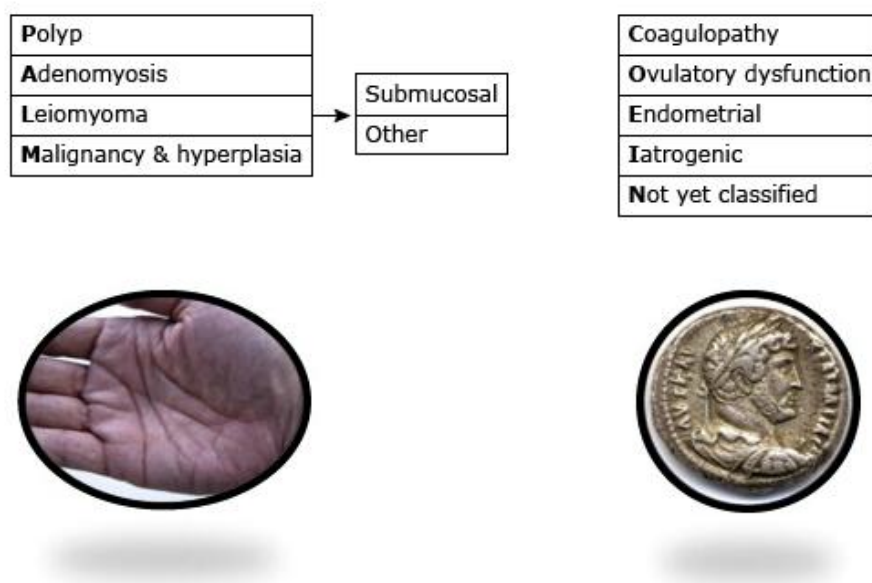 Polyp
Adenomyosis
Leiomyoma
Malignancy & hyperplasia
Submucosal
Other
Coagulopathy
Ovulatory dysfunction
Endometrial
Iatrogenic
Not yet classified